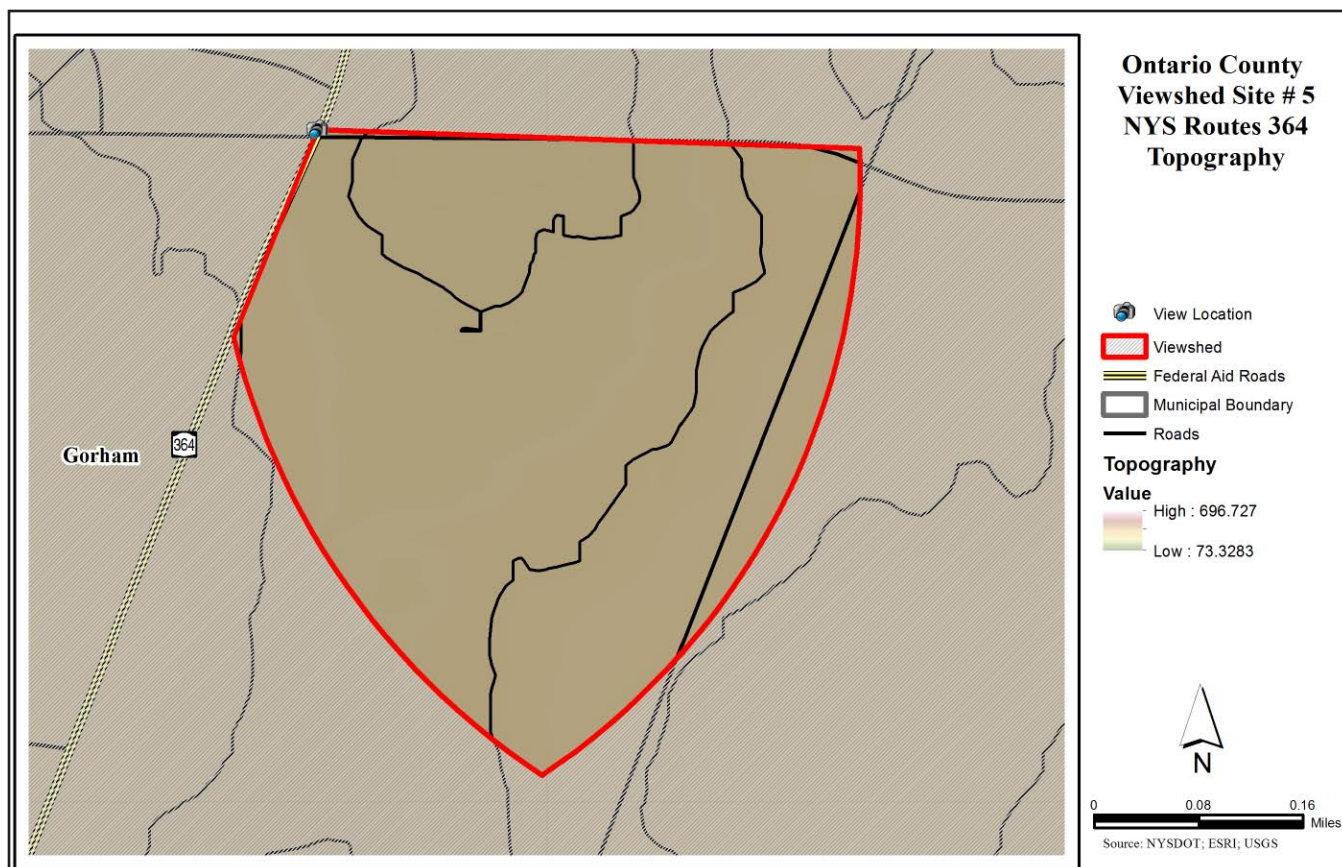 Ontario County
Viewshed Site # 5
NYS Routes 364
Topography
View Location
Viewshed
Federal Aid Roads
Municipal Boundary
Roads
Topography
Value
High : 696.727
Low : 73.3283
364
Gorham
N
0 0.08 0.16
Miles
Source: NYSDOT; ESRI; USGS